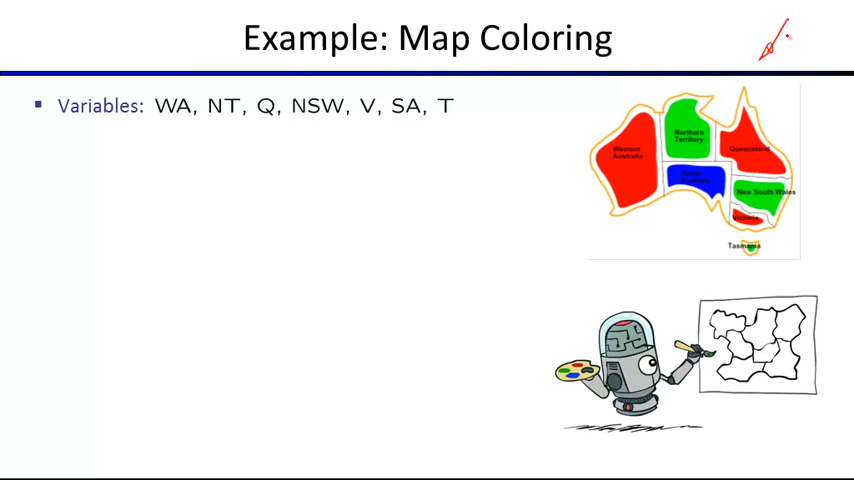 Example: Map Coloring
Variables: WA, NT, Q, NSW, V, SA, T
Northern
Territory
Western
Australia
Queensland
South
Australia
New South Wales
Victoria
Tasmania